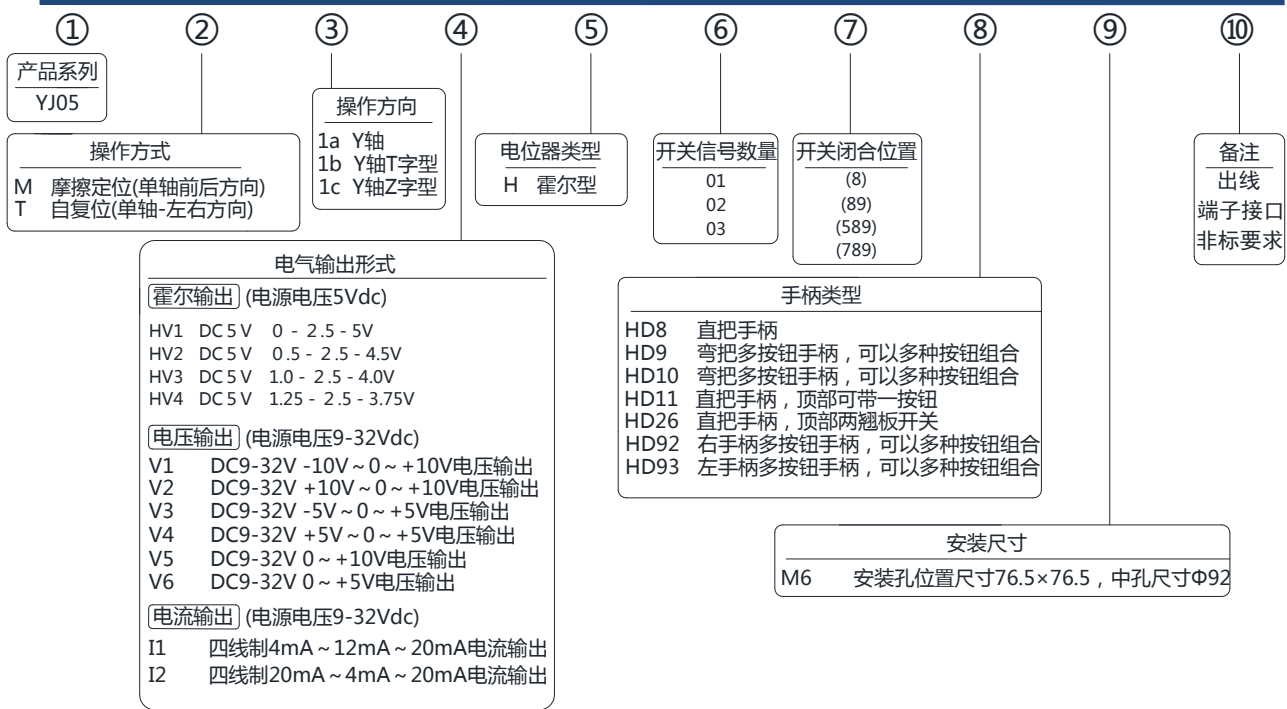 ① ② ③ ④ ⑤ ⑥ ⑦ ⑧ ⑨ ⑩
产品系列
YJ05
操作方式
M 摩擦定位(单轴前后方向)
T 自复位(单轴-左右方向)
操作方向
1a Y轴
1b Y轴T字型
1c Y轴Z字型
电气输出形式
霍尔输出 (电源电压5Vdc)
HV1 DC 5 V 0 - 2.5 - 5V
HV2 DC 5 V 0.5 - 2.5 - 4.5V
HV3 DC 5 V 1.0 - 2.5 - 4.0V
HV4 DC 5 V 1.25 - 2.5 - 3.75V
电压输出 (电源电压9-32Vdc)
V1 DC9-32V -10V～0～+10V电压输出
V2 DC9-32V +10V～0～+10V电压输出
V3 DC9-32V -5V～0～+5V电压输出
V4 DC9-32V +5V～0～+5V电压输出
V5 DC9-32V 0～+10V电压输出
V6 DC9-32V 0～+5V电压输出
电流输出 (电源电压9-32Vdc)
I1 四线制4mA～12mA～20mA电流输出
I2 四线制20mA～4mA～20mA电流输出
电位器类型
H 霍尔型
开关信号数量
01
02
03
开关闭合位置
(8)
(89)
(589)
(789)
手柄类型
HD8 直把手柄
HD9 弯把多按钮手柄，可以多种按钮组合
HD10 弯把多按钮手柄，可以多种按钮组合
HD11 直把手柄，顶部可带一按钮
HD26 直把手柄，顶部两翘板开关
HD92 右手柄多按钮手柄，可以多种按钮组合
HD93 左手柄多按钮手柄，可以多种按钮组合
安装尺寸
M6 安装孔位置尺寸76.5×76.5，中孔尺寸Φ92
备注
出线
端子接口
非标要求